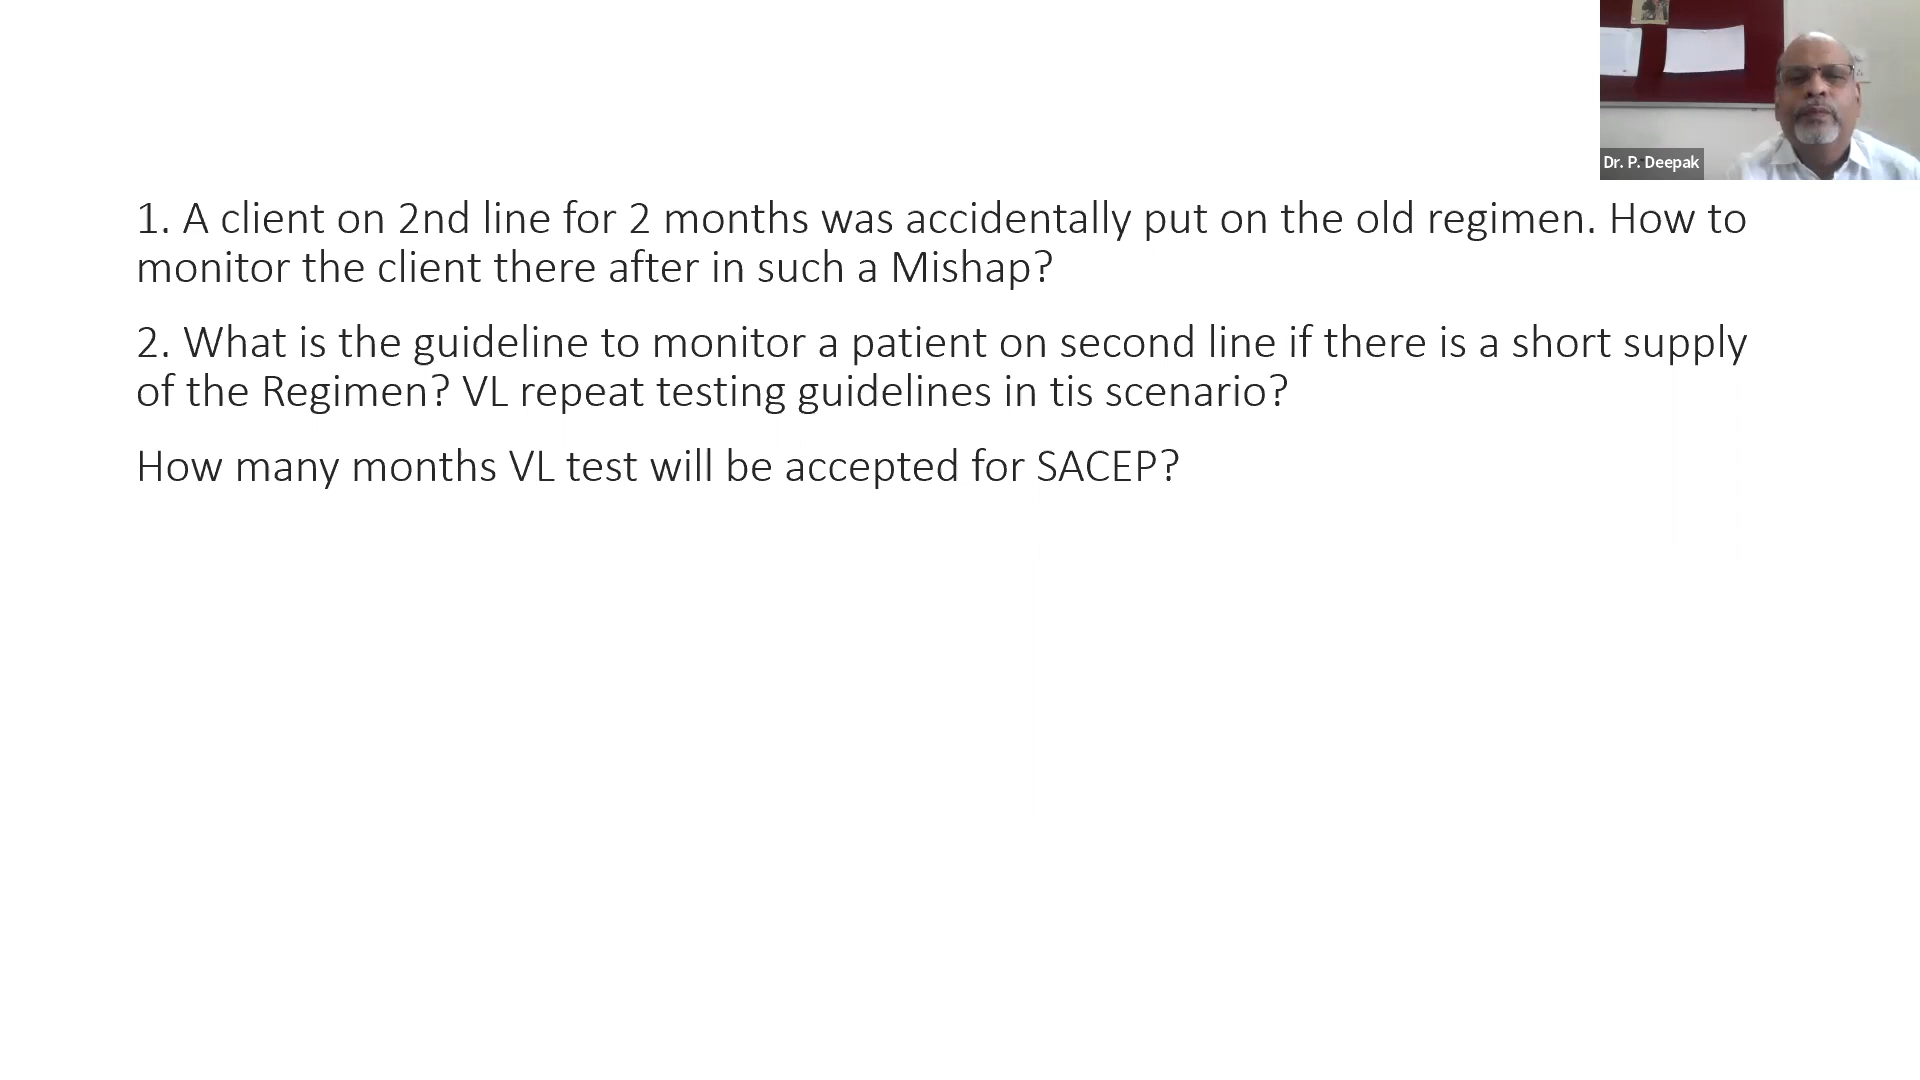 Dr. P. Deepak
1. A client on 2nd line for 2 months was accidentally put on the old regimen. How to
monitor the client there after in such a Mishap?
2. What is the guideline to monitor a patient on second line if there is a short supply
of the Regimen? VL repeat testing guidelines in tis scenario?
How many months VL test will be accepted for SACEP?